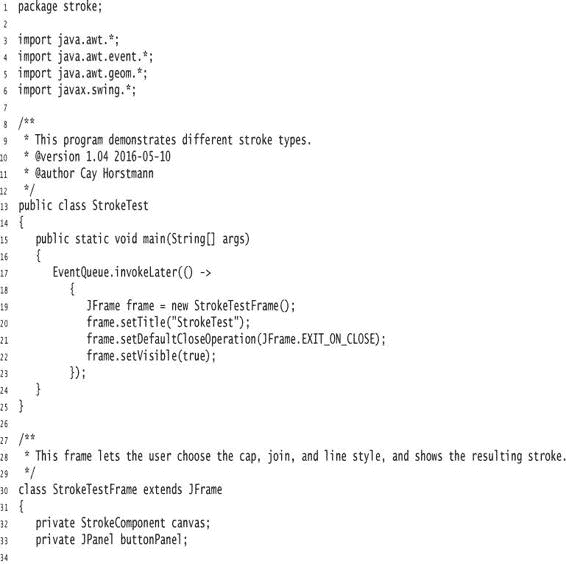 1 package stroke;
2
3 import java.awt.*;
4 import java.awt.event.*;
5 import java.awt.geom.*;
6 import javax.swing.*;
7
8 /**
9  * This program demonstrates different stroke types.
10  * @version 1.04 2016-05-10
11  * @author Cay Horstmann
12  */
13 public class StrokeTest
14 {
15    public static void main(String[] args)
16    {
17       EventQueue.invokeLater(() ->
18          {
19             JFrame frame = new StrokeTestFrame();
20             frame.setTitle("StrokeTest");
21             frame.setDefaultCloseOperation(JFrame.EXIT_ON_CLOSE);
22             frame.setVisible(true);
23          });
24    }
25 }
26
27 /**
28  * This frame lets the user choose the cap, join, and line style, and shows the resulting stroke.
29  */
30 class StrokeTestFrame extends JFrame
31 {
32    private StrokeComponent canvas;
33    private JPanel buttonPanel;
34